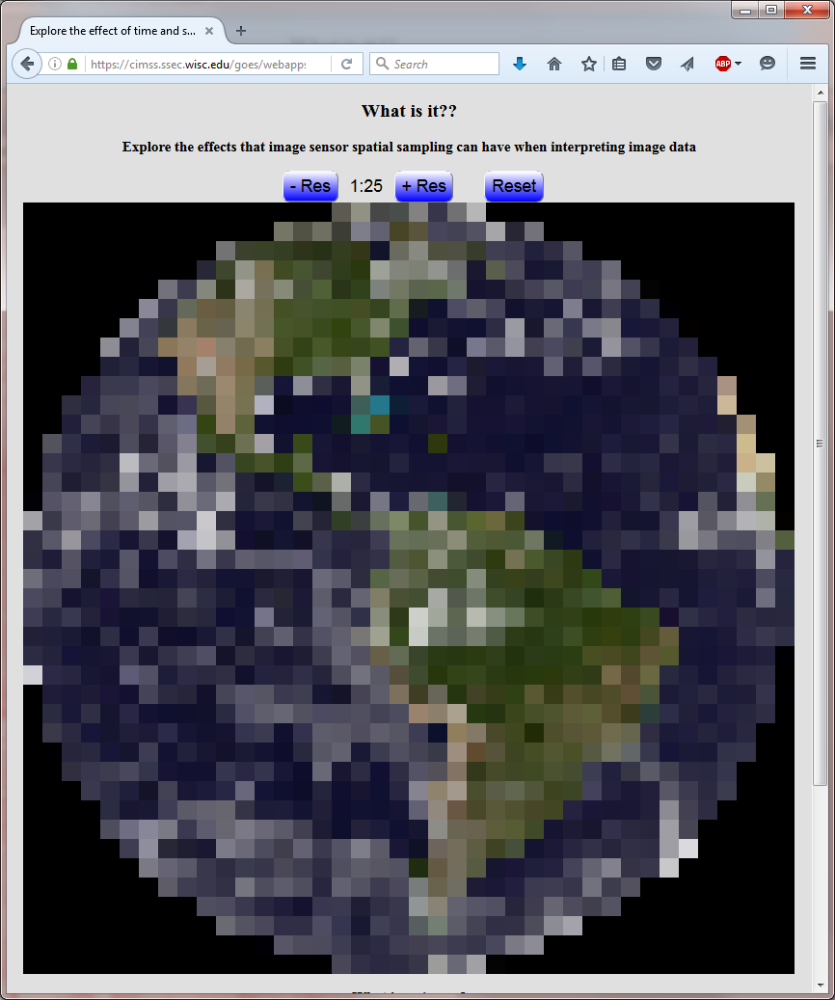 Explore the effect of time and s...
https://cimss.ssec.wisc.edu/goes/webapps
Search
ABP
What is it??
Explore the effects that image sensor spatial sampling can have when interpreting image data
- Res 1:25 + Res Reset